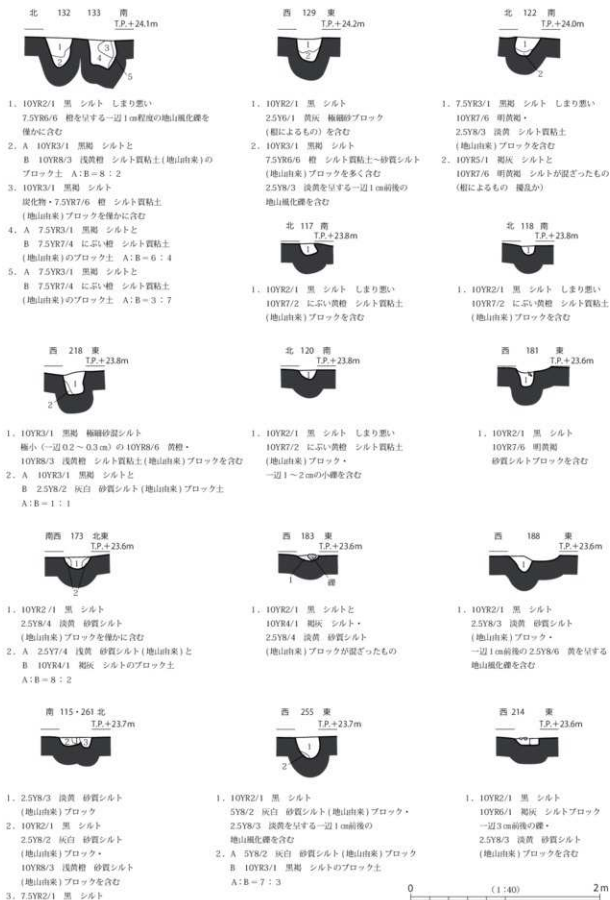 北 132 133 南
T.P.+24.1m
1
2
3
4
5
1. 10YR2/1 黒 シルト しまり悪い
7.5YR6/6 橙を呈する一辺1㎝程度の地山風化礫を
僅かに含む
2. A 10YR3/1 黒褐 シルトと
B 10YR8/3 浅黄橙 シルト質粘土(地山由来)の
ブロック土 A:B=8:2
3. 10YR3/1 黒褐 シルト
炭化物・7.5YR7/6 橙 シルト質粘土
(地山由来)ブロックを僅かに含む
4. A 7.5YR3/1 黒褐 シルトと
B 7.5YR7/4 にぶい橙 シルト質粘土
(地山由来)のブロック土 A:B=6:4
5. A 7.5YR3/1 黒褐 シルトと
B 7.5YR7/4 にぶい橙 シルト質粘土
(地山由来)のブロック土 A:B=3:7
西 129 東
T.P.+24.2m
1
2
1. 10YR2/1 黒 シルト
2.5Y6/1 黄灰 極細砂ブロック
(根によるもの)を含む
2. 10YR3/1 黒褐 シルト
7.5YR6/6 橙 シルト質粘土~砂質シルト
(地山由来)ブロックを多く含む
2.5Y8/3 淡黄を呈する一辺1㎝前後の
地山風化礫を含む
北 122 南
T.P.+24.0m
1
2
1. 7.5YR3/1 黒褐 シルト
10YR7/6 明黄褐・
2.5Y8/3 淡黄 シルト質粘土
(地山由来)ブロックを含む
2. 10YR5/1 褐灰 シルトと
10YR7/6 明黄褐 シルトが混ざったもの
(根によるもの 攪乱か)
北 117 南
T.P.+23.8m
1
1. 10YR2/1 黒 シルト しまり悪い
10YR7/2 にぶい黄橙 シルト質粘土
(地山由来)ブロックを含む
北 118 南
T.P.+23.8m
1
1. 10YR2/1 黒 シルト しまり悪い
10YR7/2 にぶい黄橙 シルト質粘土
(地山由来)ブロックを含む
西 218 東
T.P.+23.8m
1
2
1. 10YR3/1 黒褐 極細砂混シルト
極小(一辺0.2~0.3㎝)の10YR8/6 黄橙・
10YR8/3 浅黄橙 シルト質粘土(地山由来)ブロックを含む
2. A 10YR3/1 黒褐 シルトと
B 2.5Y8/2 灰白 砂質シルト(地山由来)ブロック土
A:B=1:1
北 120 南
T.P.+23.8m
1
1. 10YR2/1 黒 シルト しまり悪い
10YR7/2 にぶい黄橙 シルト質粘土
(地山由来)ブロック・
一辺1~2㎝の小礫を含む
西 181 東
T.P.+23.6m
1
1. 10YR2/1 黒 シルト
10YR7/6 明黄褐
砂質シルトブロックを含む
南西 173 北東
T.P.+23.6m
1
2
1. 10YR2/1 黒 シルト
2.5Y8/4 淡黄 砂質シルト
(地山由来)ブロックを僅かに含む
2. A 2.5Y7/4 浅黄 砂質シルト(地山由来)と
B 10YR4/1 褐灰 シルトのブロック土
A:B=8:2
西 183 東
T.P.+23.6m
1
礫
1. 10YR2/1 黒 シルトと
10YR4/1 褐灰 シルト・
2.5Y8/4 淡黄 砂質シルト
(地山由来)ブロックが混ざったもの
西 188 東
T.P.+23.6m
1
1. 10YR2/1 黒 シルト
2.5Y8/3 淡黄 砂質シルト
(地山由来)ブロック・
一辺1㎝前後の2.5Y8/6 黄を呈する
地山風化礫を含む
南 115・261 北
T.P.+23.7m
2
3
1. 2.5Y8/3 淡黄 砂質シルト
(地山由来)ブロック
2. 10YR2/1 黒 シルト
2.5Y8/2 灰白 砂質シルト
(地山由来)ブロック・
10YR8/3 浅黄橙 砂質シルト
(地山由来)ブロックを含む
3. 7.5YR2/1 黒 シルト
西 255 東
T.P.+23.7m
1
2
1. 10YR2/1 黒 シルト
5Y8/2 灰白 砂質シルト(地山由来)ブロック・
2.5Y8/3 淡黄を呈する一辺1㎝前後の
地山風化礫を含む
2. A 5Y8/2 灰白 砂質シルト(地山由来)ブロック
B 10YR3/1 黒褐 シルトのブロック土
A:B=7:3
西 214 東
T.P.+23.6m
1. 10YR2/1 黒 シルト
10YR6/1 褐灰 シルトブロック
一辺3㎝前後の礫・
2.5Y8/3 淡黄 砂質シルト
(地山由来)ブロックを含む
0 (1:40) 2m